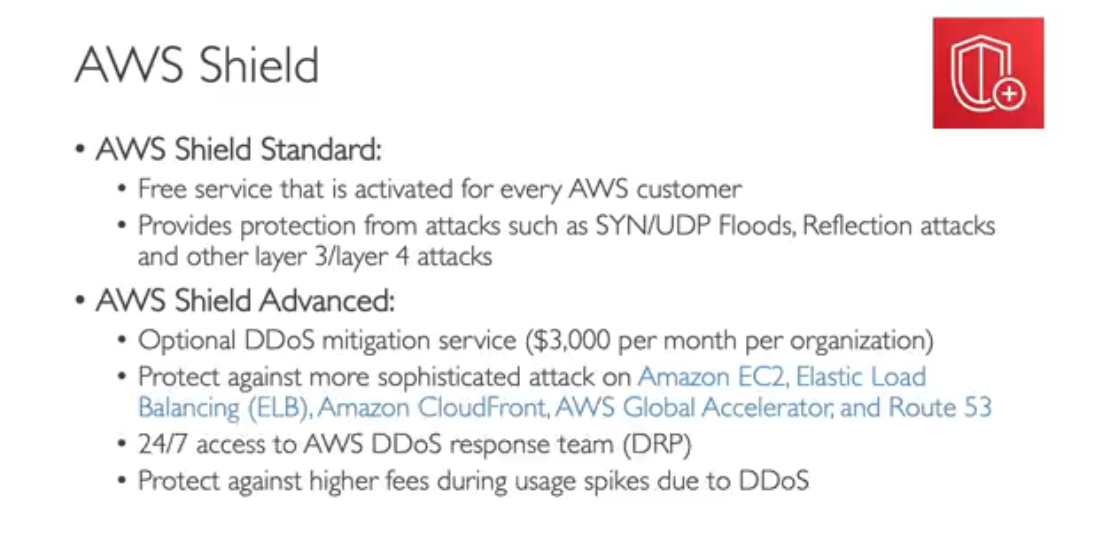 AWS Shield
• AWS Shield Standard:
• Free service that is activated for every AWS customer
• Provides protection from attacks such as SYN/UDP Floods, Reflection attacks
and other layer 3/layer 4 attacks
• AWS Shield Advanced:
• Optional DDoS mitigation service ($3,000 per month per organization)
• Protect against more sophisticated attack on Amazon EC2, Elastic Load
Balancing (ELB), Amazon CloudFront, AWS Global Accelerator, and Route 53
• 24/7 access to AWS DDoS response team (DRP)
• Protect against higher fees during usage spikes due to DDoS